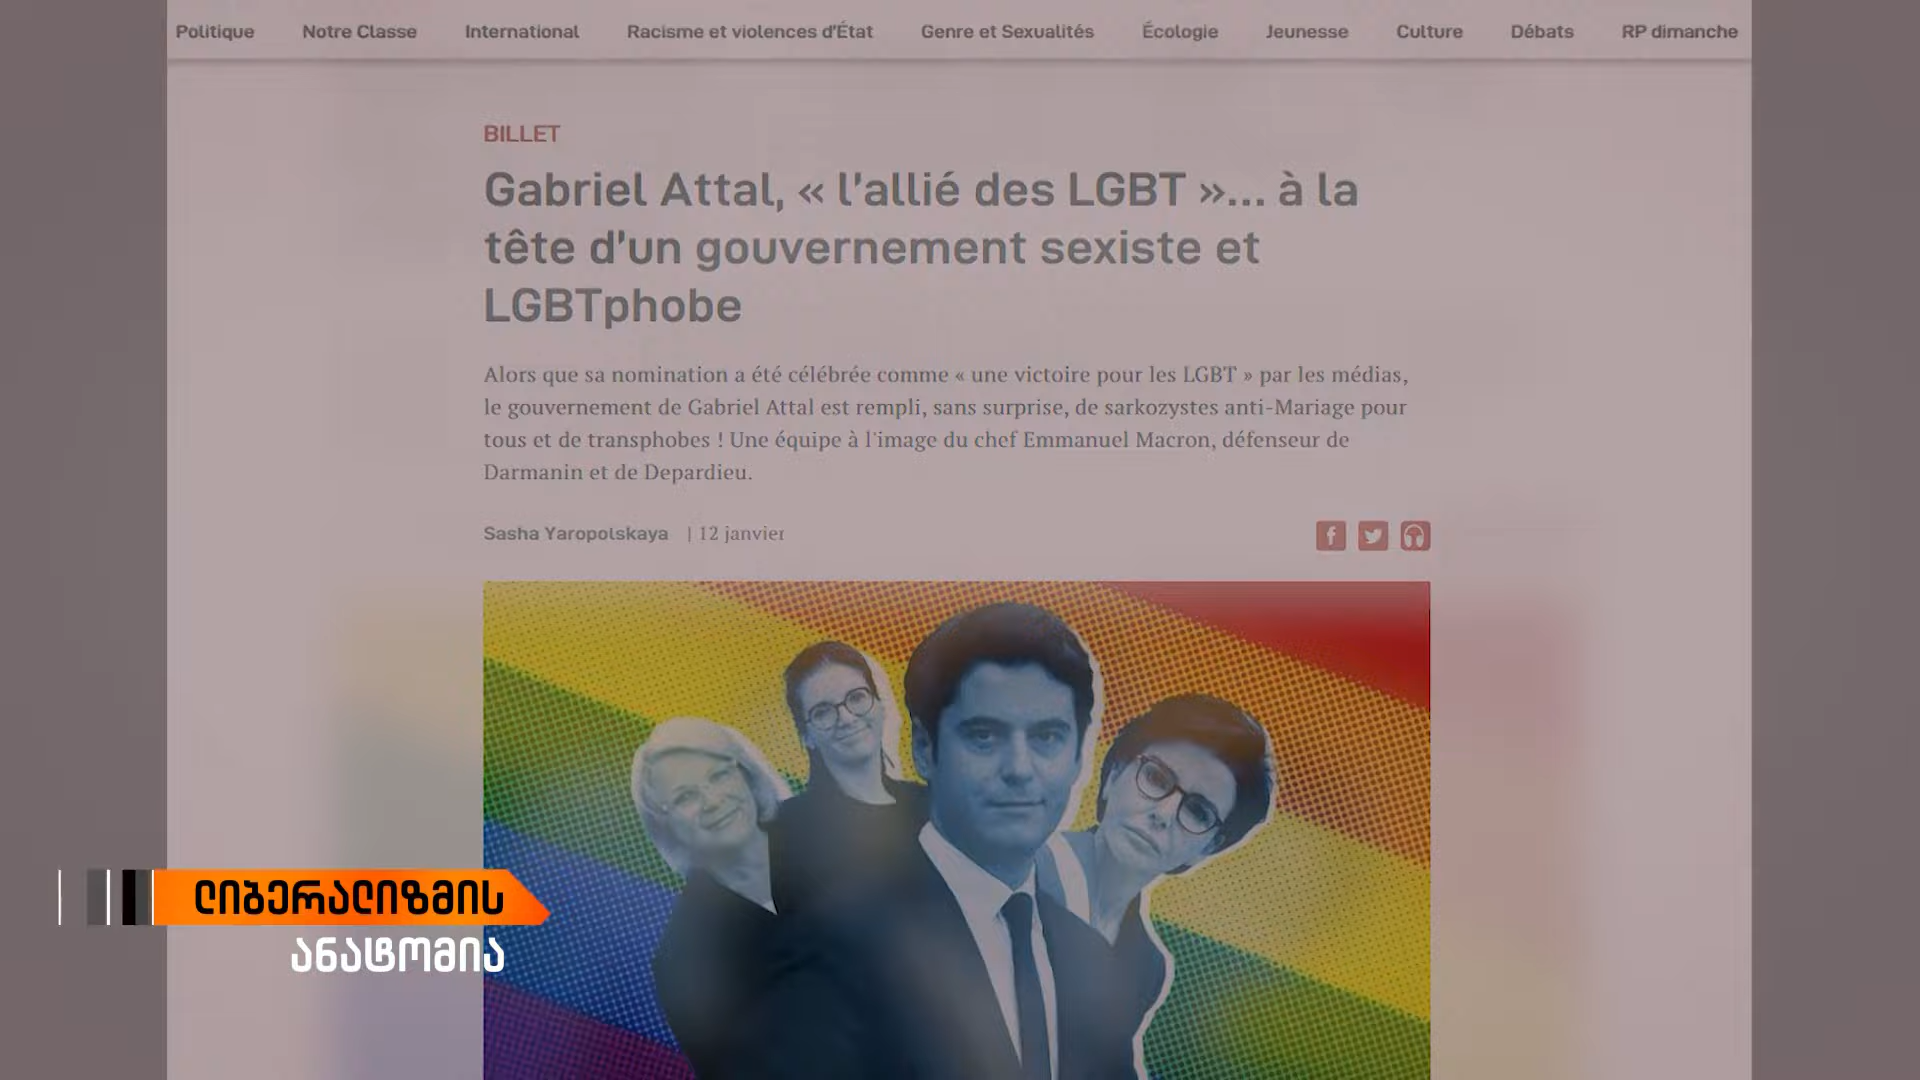 Politique Notre Classe International Racisme et violences d'État Genre et Sexualités Écologie Jeunesse Culture Débats RP dimanche
BILLET
Gabriel Attal, « l'allié des LGBT »... à la
tête d'un gouvernement sexiste et
LGBTphobe
Alors que sa nomination a été célébrée comme « une victoire pour les LGBT » par les médias,
le gouvernement de Gabriel Attal est rempli, sans surprise, de sarkozystes anti-Mariage pour
tous et de transphobes ! Une équipe à l'image du chef Emmanuel Macron, défenseur de
Darmanin et de Depardieu.
Sasha Yaropolskaya | 12 janvier
ლიბერალიზმის
ანატომია